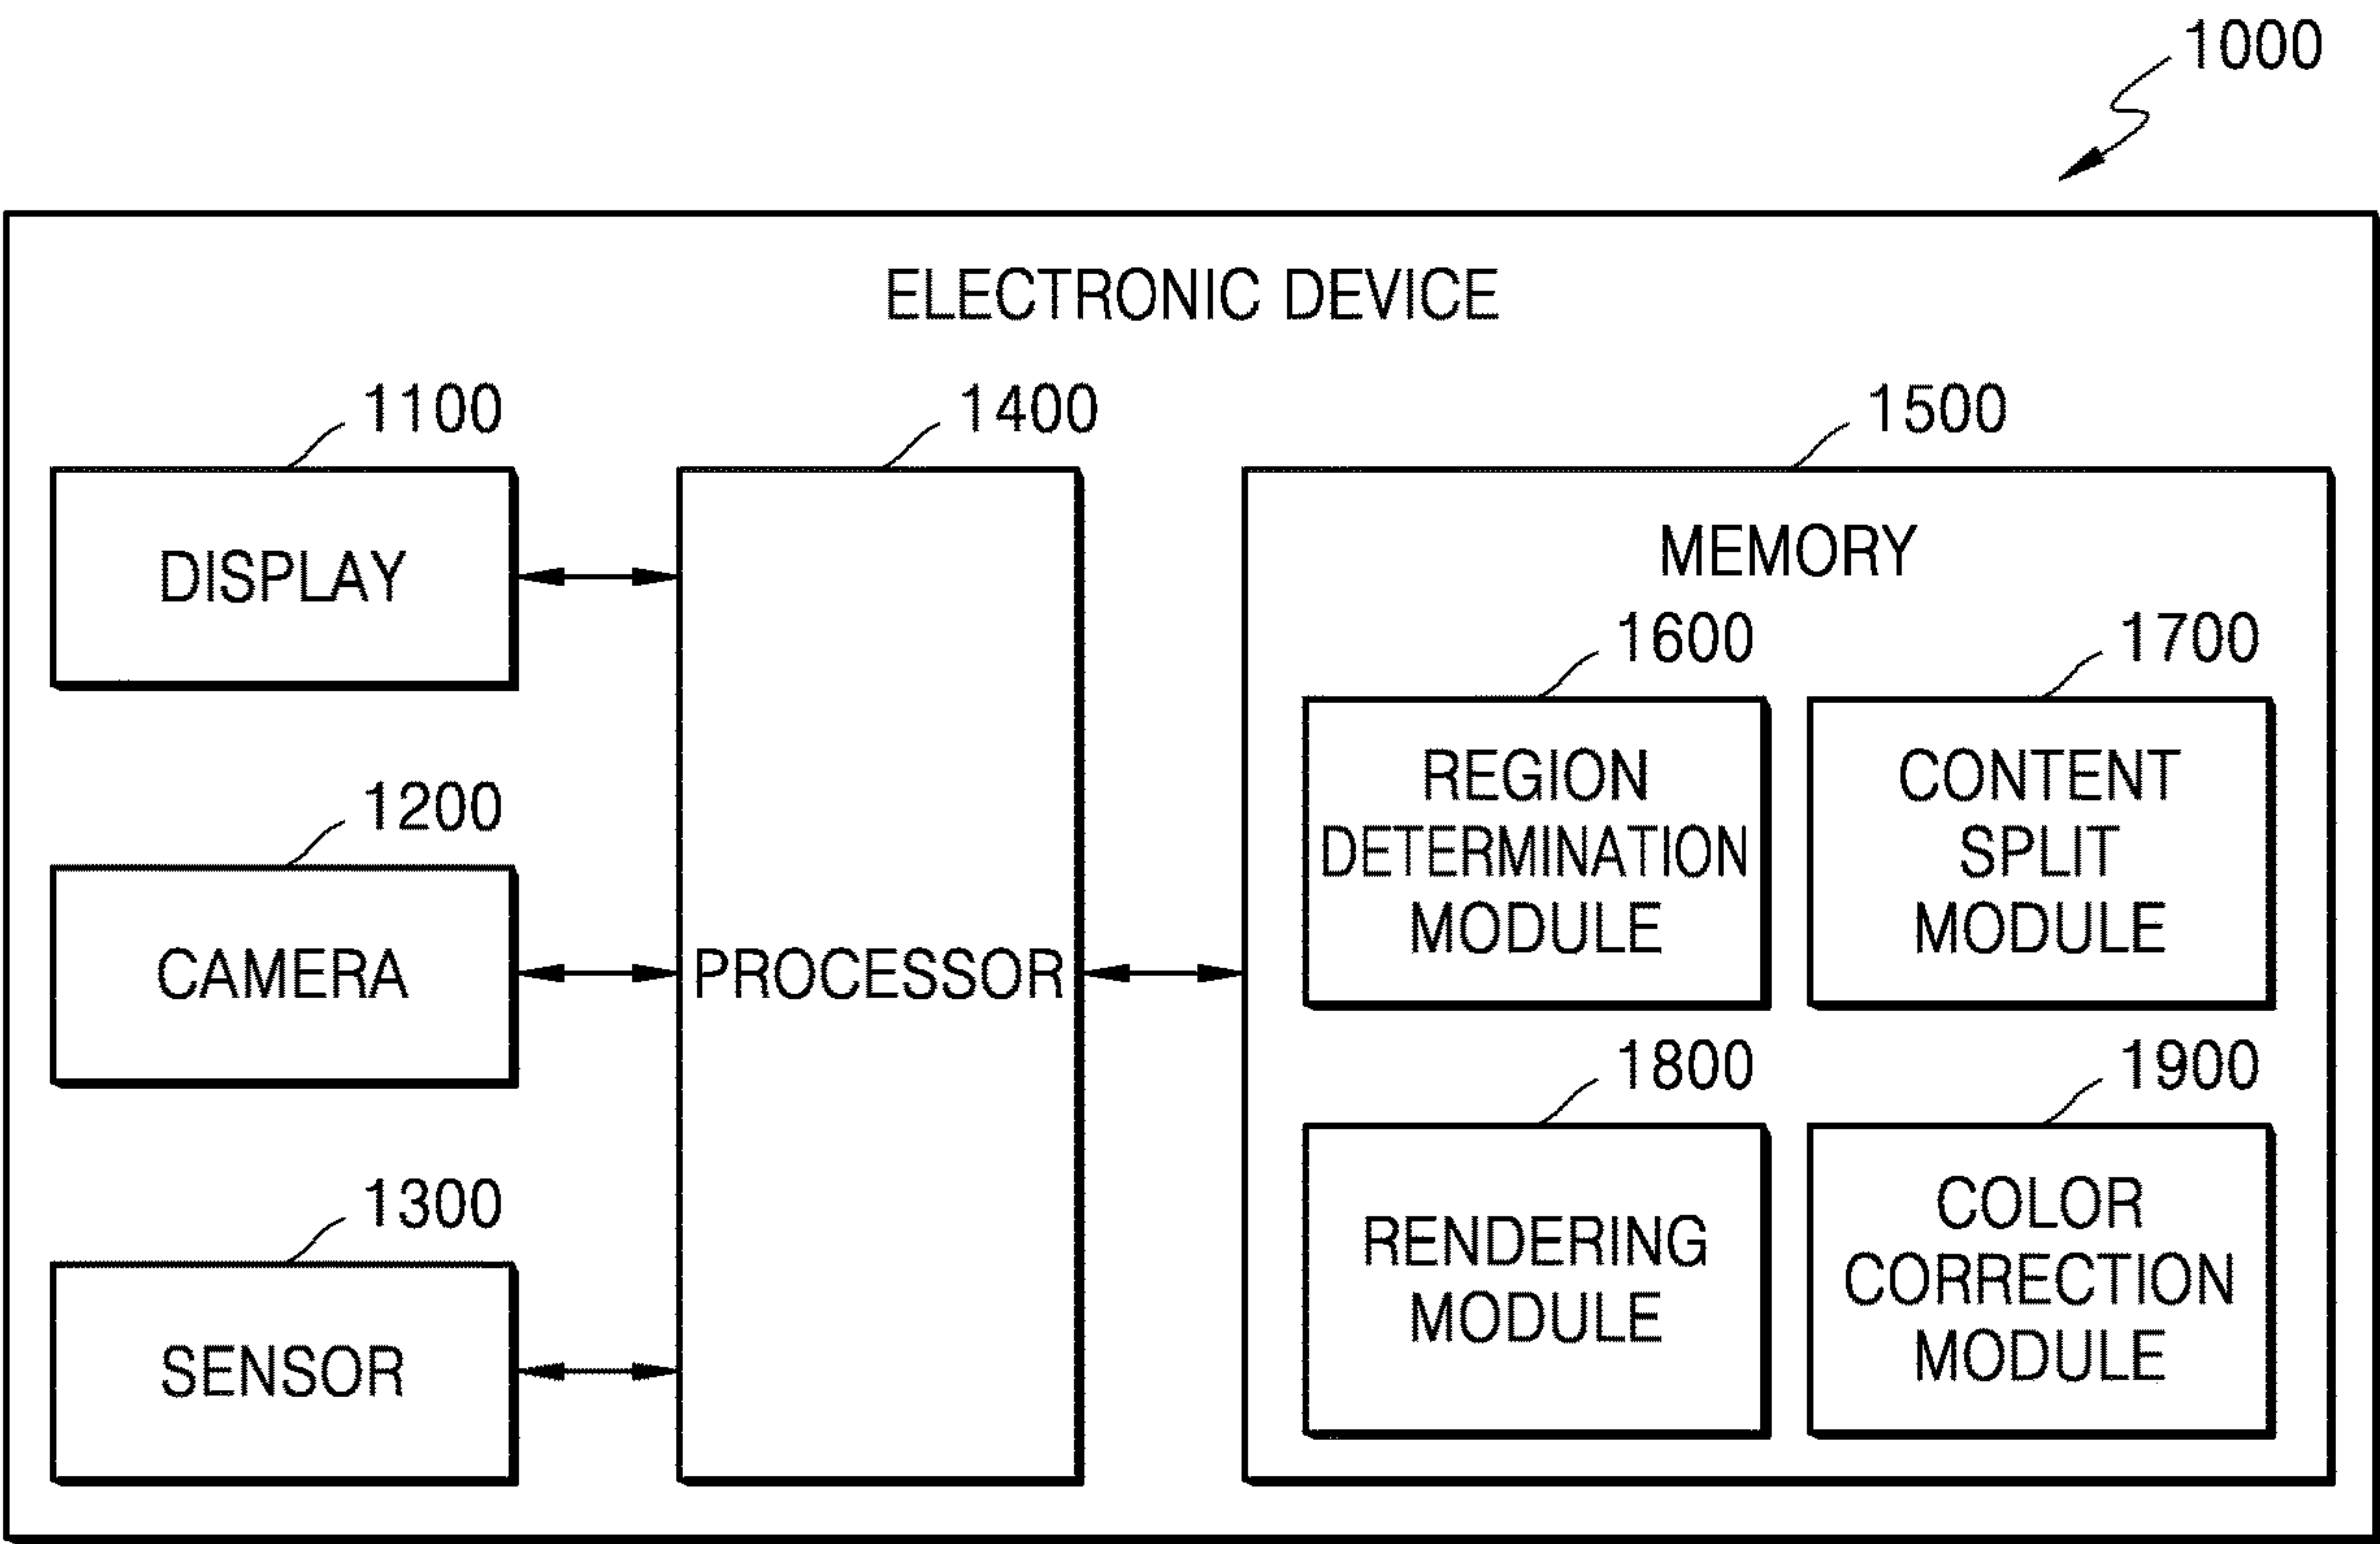 1000
ELECTRONIC DEVICE
1100
DISPLAY
1200
CAMERA
1300
SENSOR
1400
PROCESSOR
1500
MEMORY
1600
REGION
DETERMINATION
MODULE
1700
CONTENT
SPLIT
MODULE
1800
RENDERING
MODULE
1900
COLOR
CORRECTION
MODULE